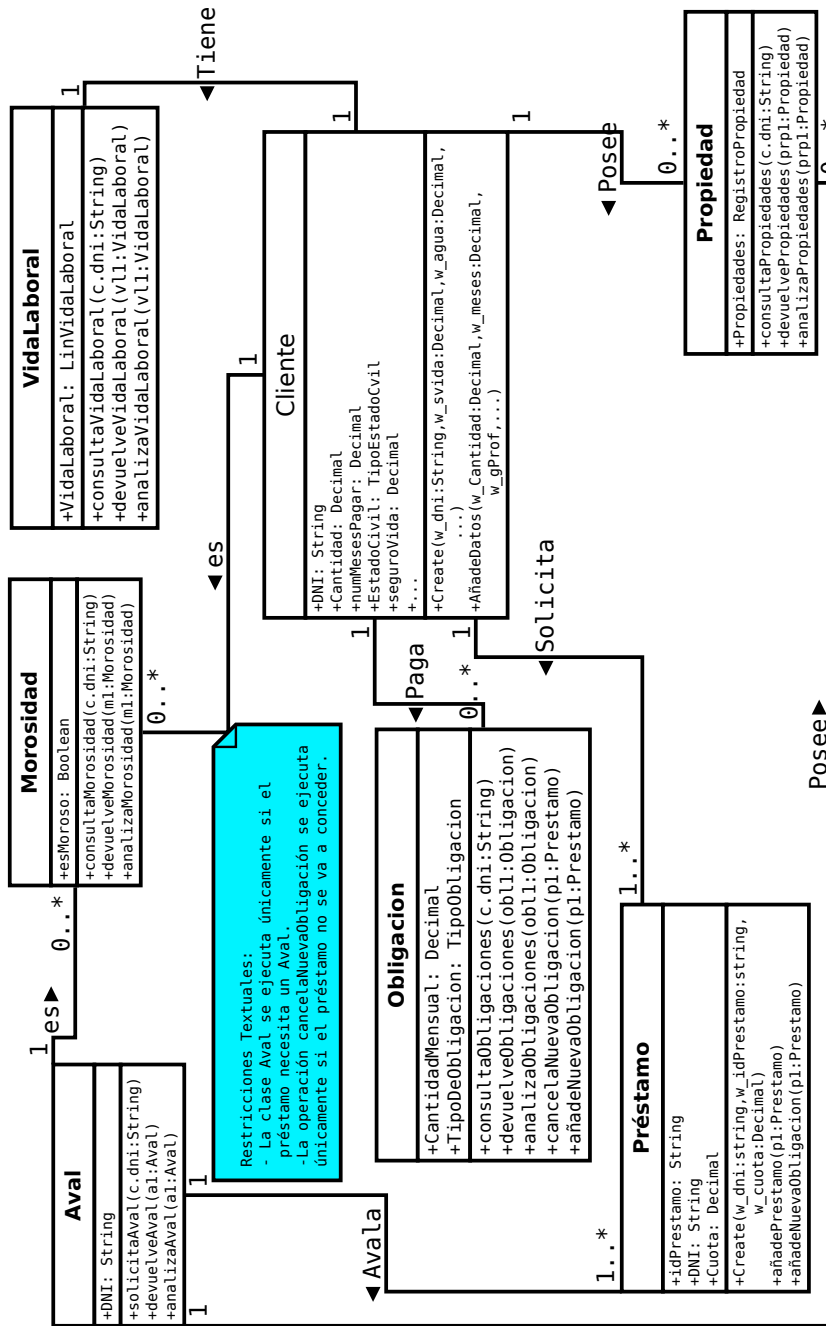 Aval
+DNI: String
+solicitaAval(c.dni:String)
+devuelveAval(a1:Aval)
+analizaAval(a1:Aval)
1
es►
0..*
Morosidad
+esMoroso: Boolean
+consultaMorosidad(c.dni:String)
+devuelveMorosidad(m1:Morosidad)
+analizaMorosidad(m1:Morosidad)
0..*
◄es
1
VidaLaboral
+VidaLaboral: LinVidaLaboral
+consultaVidaLaboral(c.dni:String)
+devuelveVidaLaboral(vl1:VidaLaboral)
+analizaVidaLaboral(vl1:VidaLaboral)
1
◄Tiene
1
Restricciones Textuales:
- La clase Aval se ejecuta únicamente si el
préstamo necesita un Aval.
-La operación cancelaNuevaObligación se ejecuta
únicamente si el préstamo no se va a conceder.
Cliente
+DNI: String
+Cantidad: Decimal
+numMesesPagar: Decimal
+EstadoCivil: TipoEstadoCvil
+seguroVida: Decimal
+...
+Create(w_dni:String,w_svida:Decimal,w_agua:Decimal,
...)
+AñadeDatos(w_Cantidad:Decimal,w_meses:Decimal,
w_gProf,...)
1
◄Paga
0..*
1
◄Solicita
1..*
1
◄Posee
0..*
Obligacion
+CantidadMensual: Decimal
+TipoDeObligacion: TipoObligacion
+consultaObligaciones(c.dni:String)
+devuelveObligaciones(obl1:Obligacion)
+analizaObligaciones(obl1:Obligacion)
+cancelaNuevaObligacion(p1:Prestamo)
+añadeNuevaObligacion(p1:Prestamo)
1
◄Avala
1..*
Préstamo
+idPrestamo: String
+DNI: String
+Cuota: Decimal
+Create(w_dni:string,w_idPrestamo:string,
w_cuota:Decimal)
+añadePrestamo(p1:Prestamo)
+añadeNuevaObligacion(p1:Prestamo)
Propiedad
+Propiedades: RegistroPropiedad
+consultaPropiedades(c.dni:String)
+devuelvePropiedades(prp1:Propiedad)
+analizaPropiedades(prp1:Propiedad)
1
Posee►
0..*